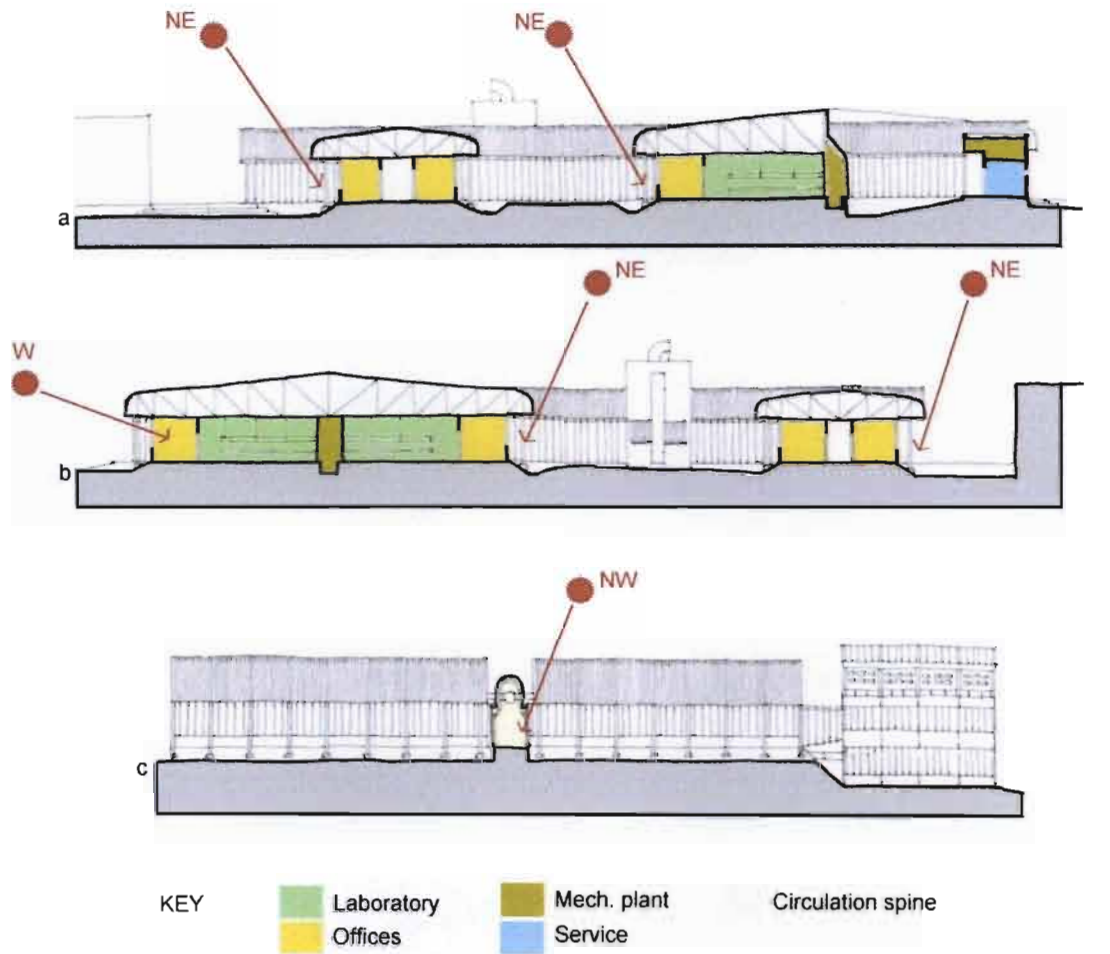 NE
NE
a
NE
NE
W
b
NW
c
KEY
Laboratory
Mech. plant
Circulation spine
Offices
Service